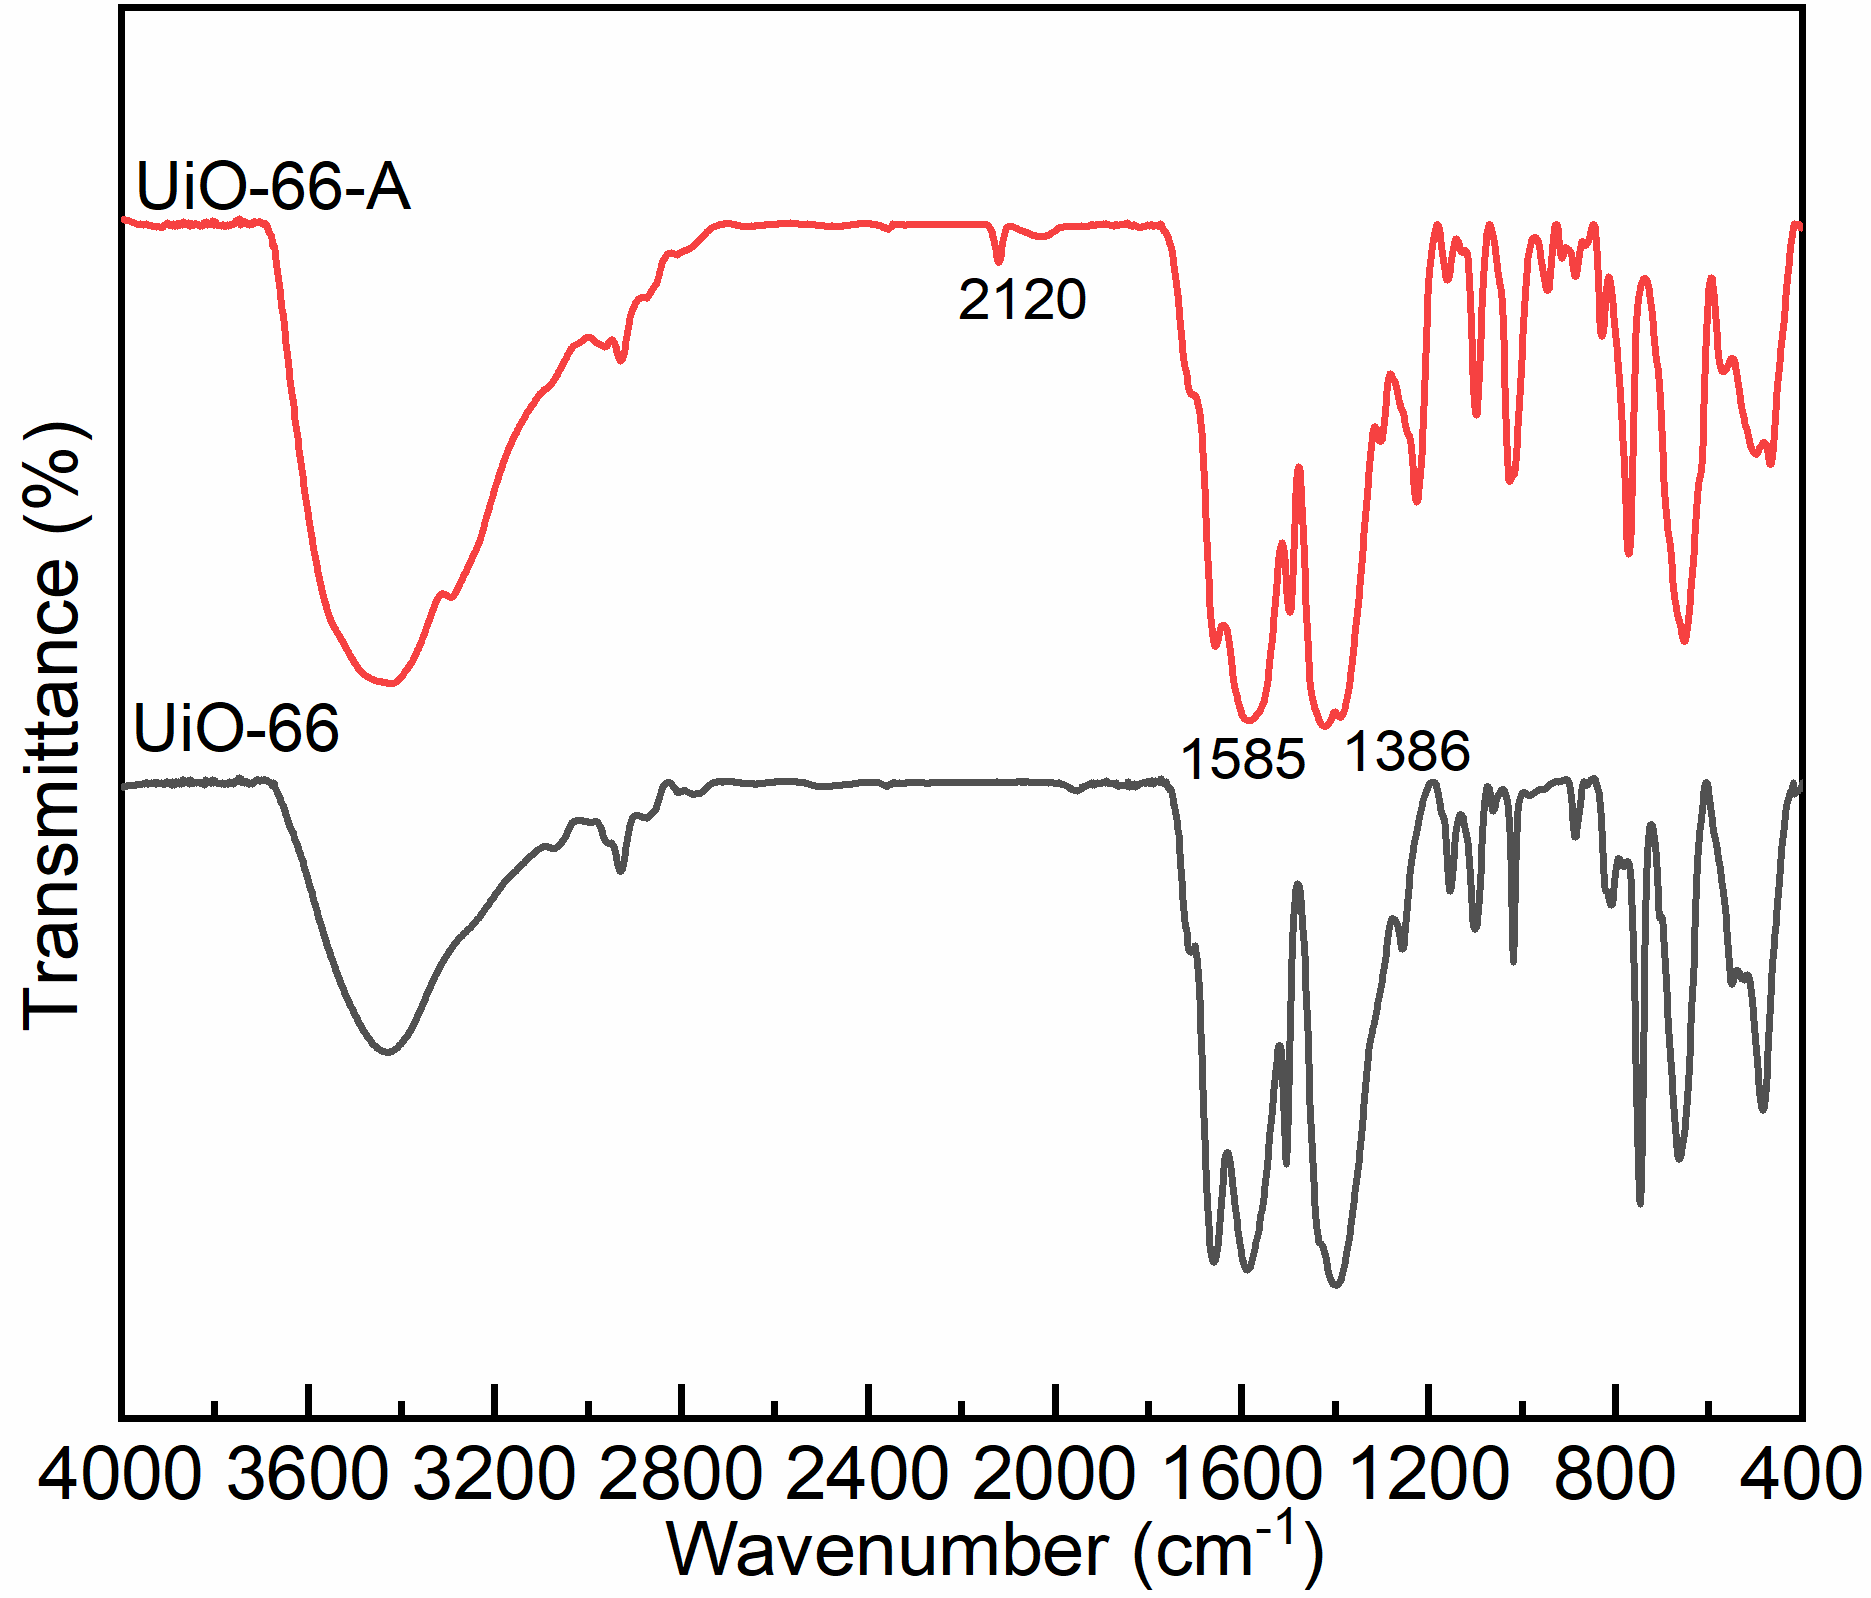 UiO-66-A
2120
UiO-66
1585
1386
Transmittance (%)
4000 3600 3200 2800 2400 2000 1600 1200 800 400
Wavenumber (cm⁻¹)